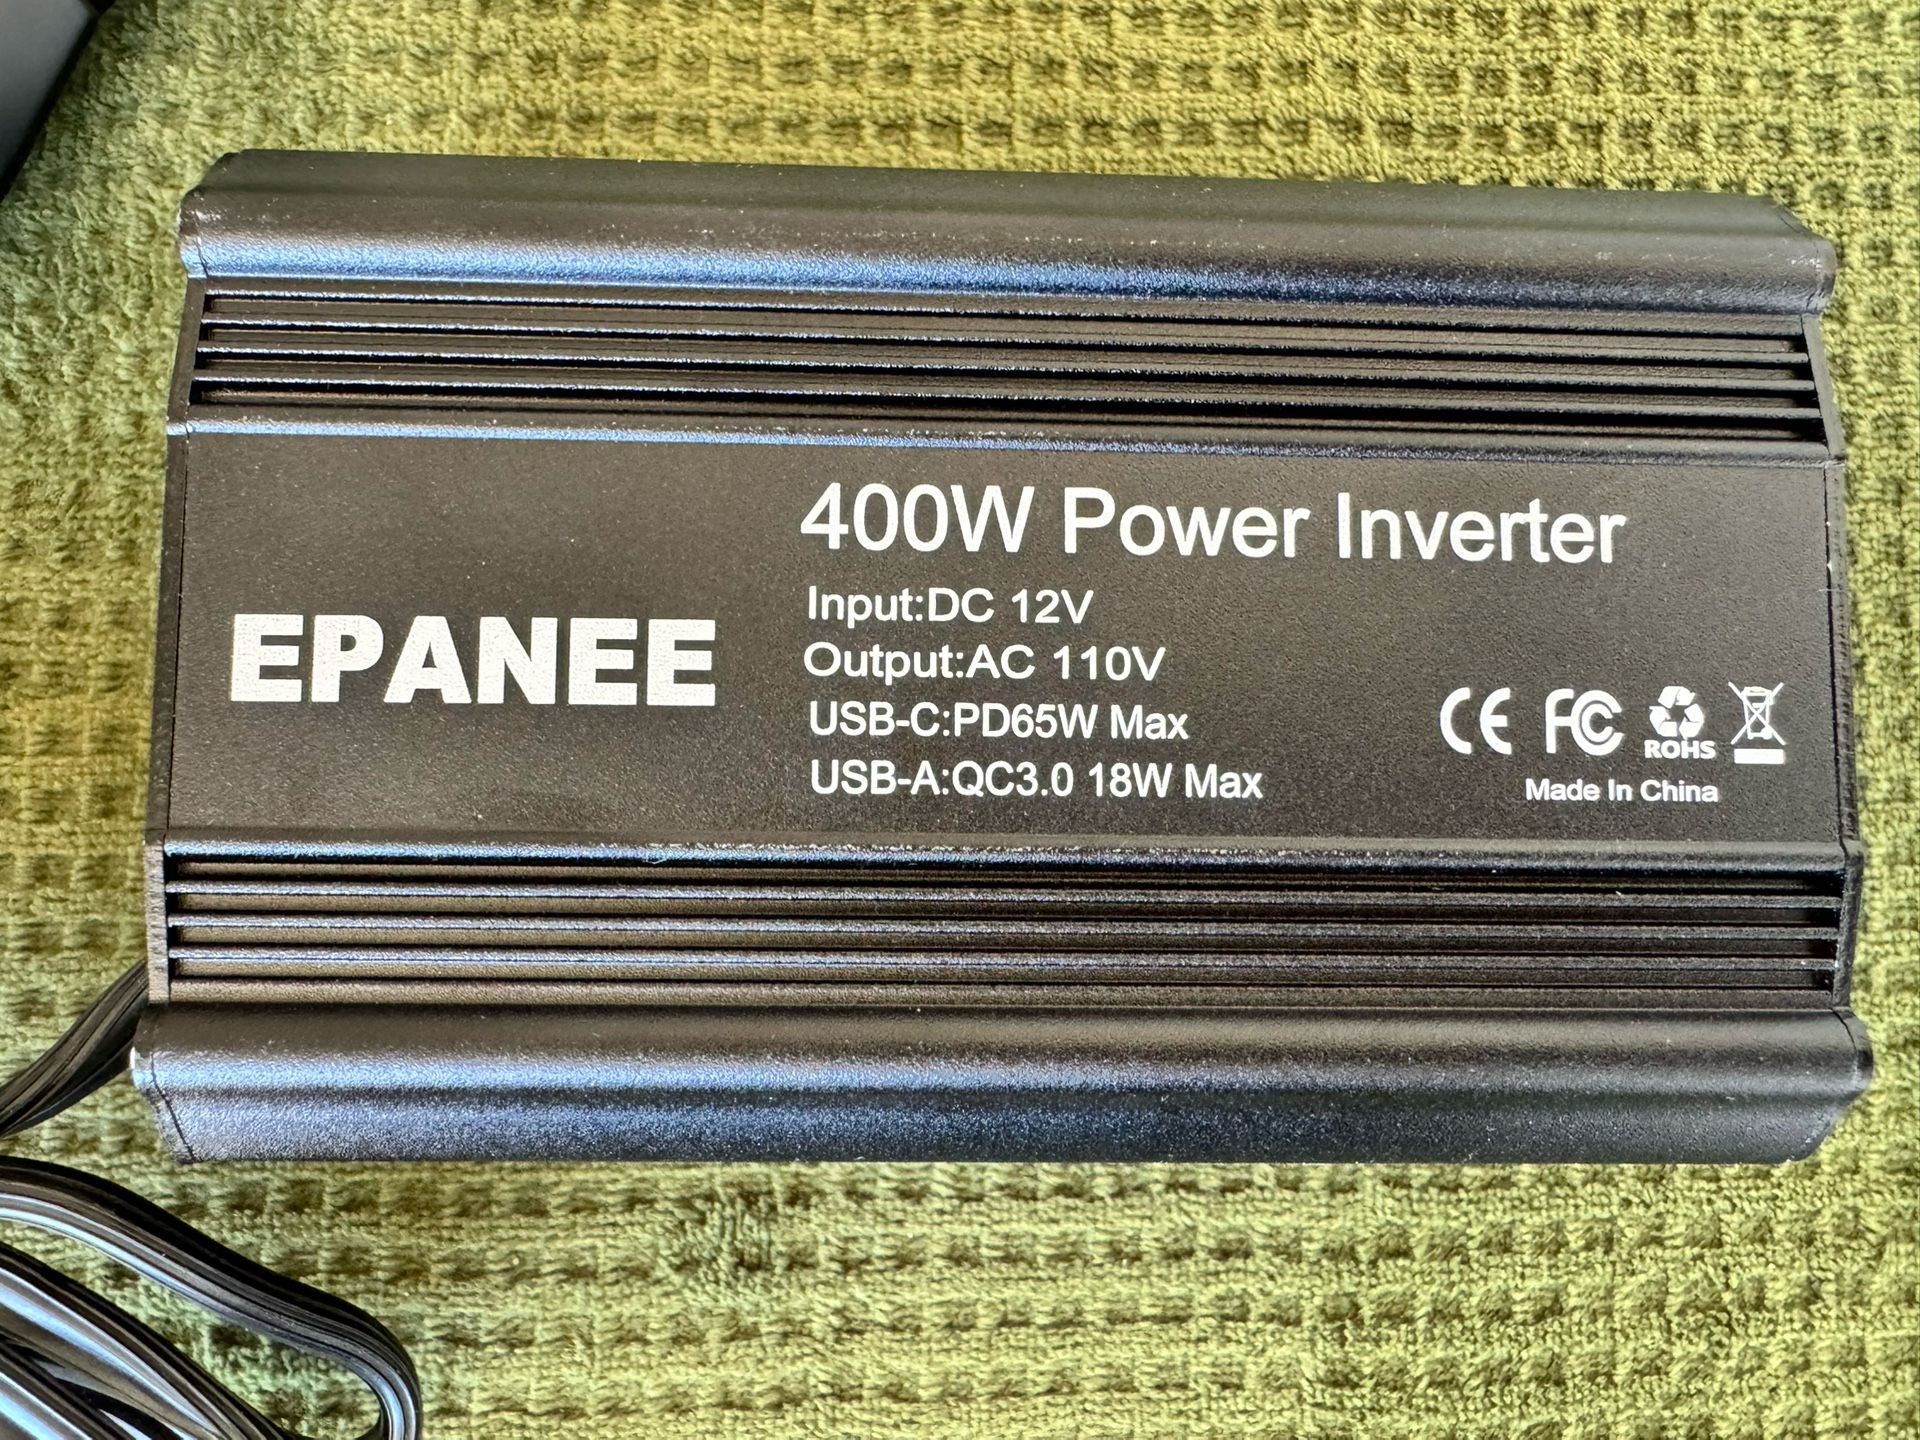 EPANEE
400W Power Inverter
Input:DC 12V
Output:AC 110V
USB-C:PD65W Max
USB-A:QC3.0 18W Max
CE FC ROHS
Made In China